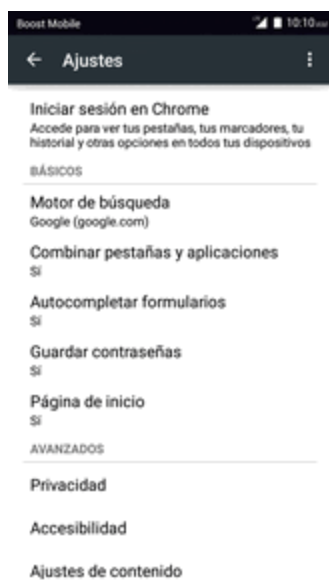 Boost Mobile 10:10 AM
Ajustes
Iniciar sesión en Chrome
Accede para ver tus pestañas, tus marcadores, tu
historial y otras opciones en todos tus dispositivos
BÁSICOS
Motor de búsqueda
Google (google.com)
Combinar pestañas y aplicaciones
Sí
Autocompletar formularios
Sí
Guardar contraseñas
Sí
Página de inicio
Sí
AVANZADOS
Privacidad
Accesibilidad
Ajustes de contenido